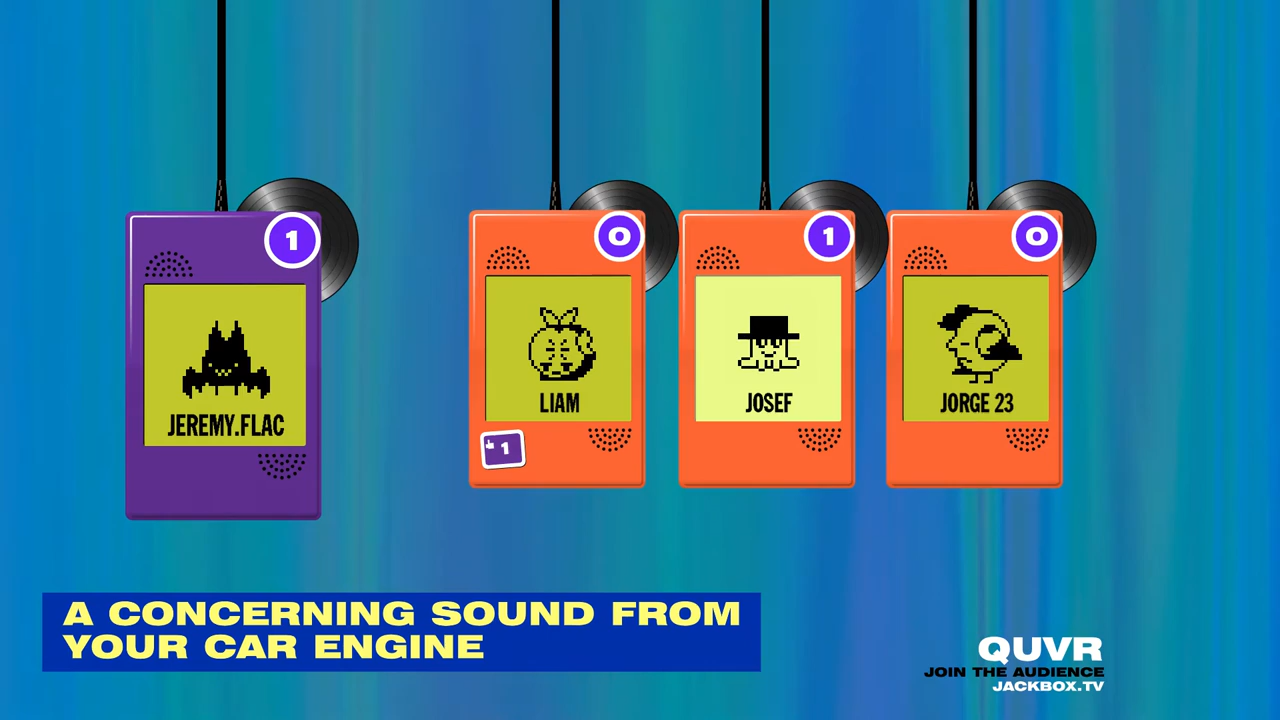 1
JEREMY.FLAC
0
LIAM
1
1
JOSEF
0
JORGE 23
A CONCERNING SOUND FROM
YOUR CAR ENGINE
QUVR
JOIN THE AUDIENCE
JACKBOX.TV